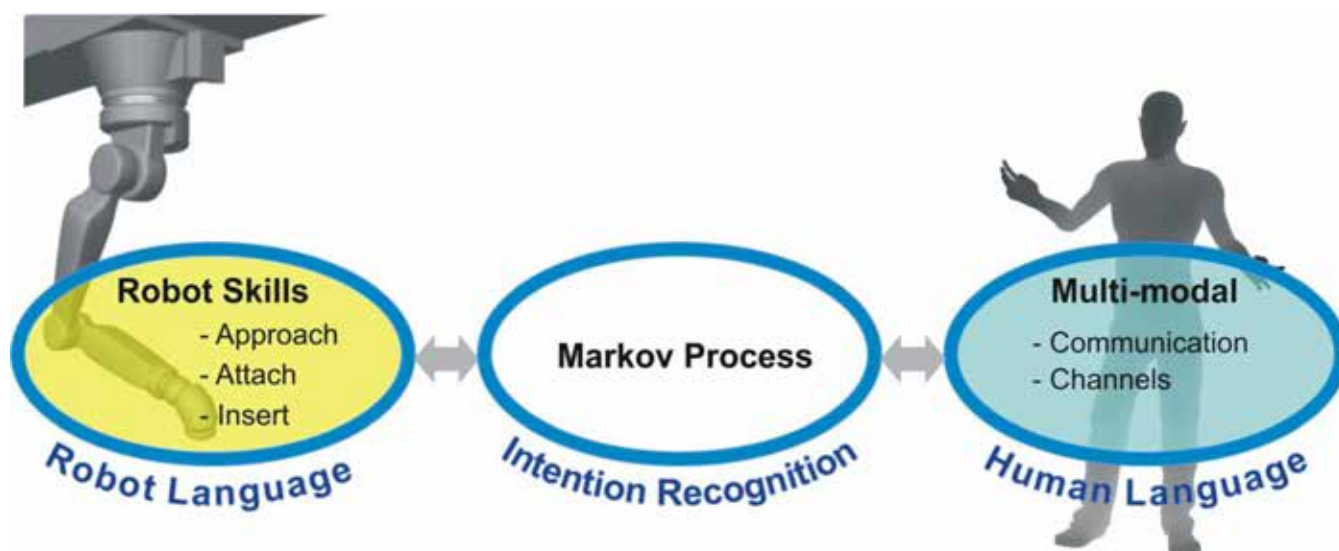 Robot Skills
- Approach
- Attach
- Insert
Robot Language
Markov Process
Intention Recognition
Multi-modal
- Communication
- Channels
Human Language